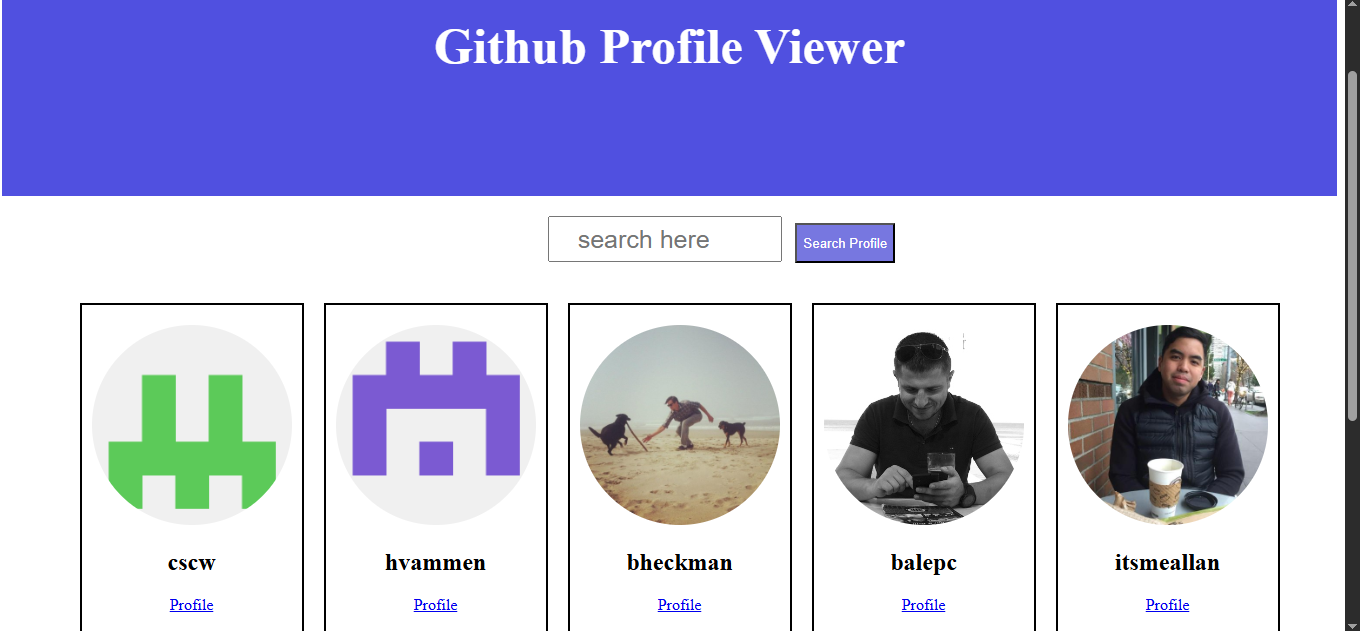 Github Profile Viewer
search here
Search Profile
cscw
hvammen
bheckman
balepc
itsmeallan
Profile
Profile
Profile
Profile
Profile